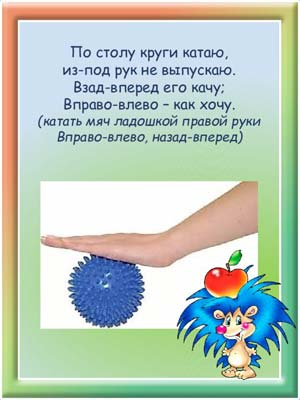 По столу круги катаю,
из-под рук не выпускаю.
Взад-вперед его качу;
Вправо-влево – как хочу.
(катать мяч ладошкой правой руки
Вправо-влево, назад-вперед)